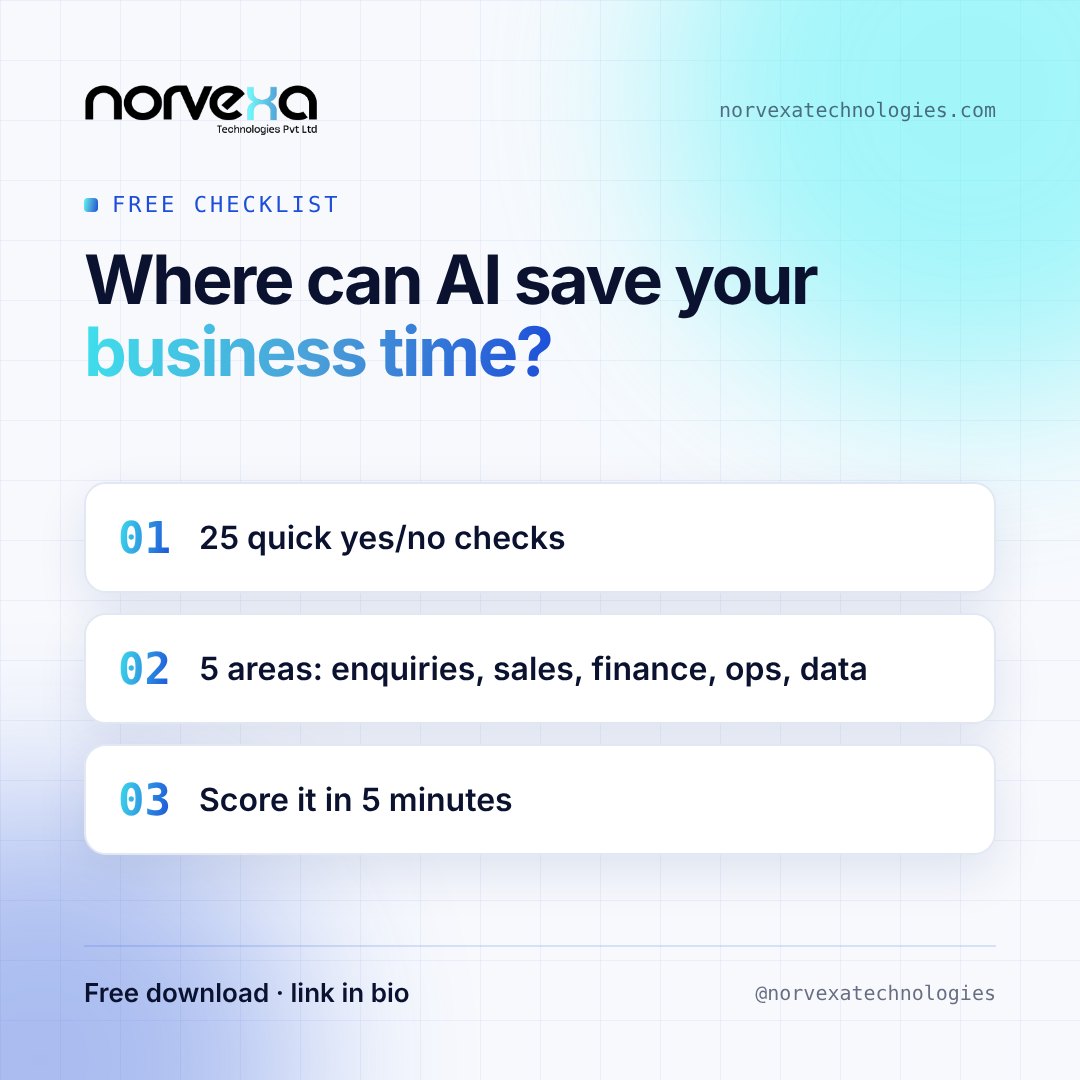 norvexa
Technologies Pvt Ltd
norvexatechnologies.com
FREE CHECKLIST
Where can AI save your
business time?
01 25 quick yes/no checks
02 5 areas: enquiries, sales, finance, ops, data
03 Score it in 5 minutes
Free download · link in bio
@norvexatechnologies